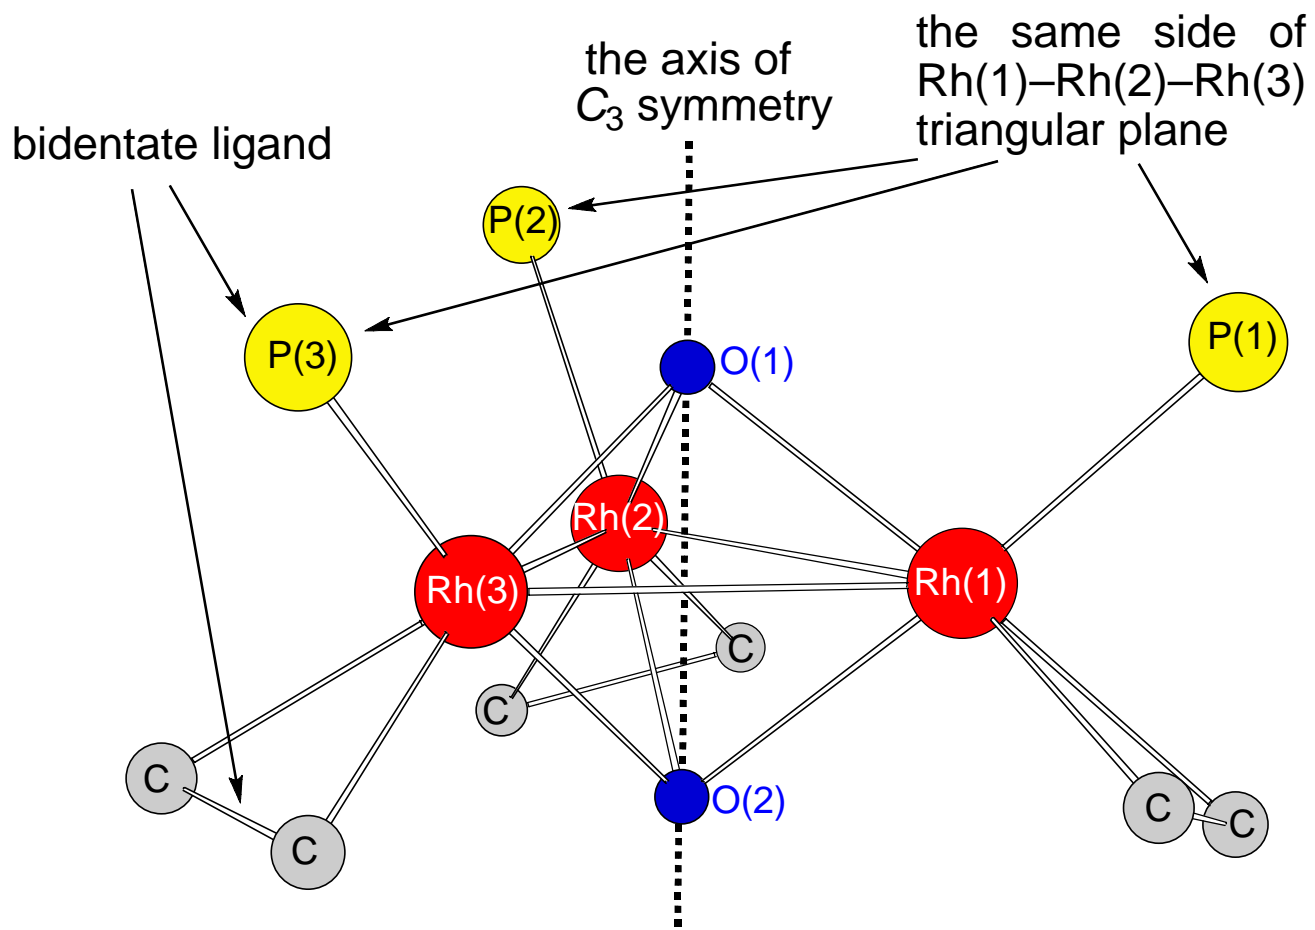 the same side of
Rh(1)–Rh(2)–Rh(3)
triangular plane
the axis of
C3 symmetry
bidentate ligand
P(2)
P(3)
O(1)
P(1)
Rh(2)
Rh(3)
Rh(1)
C
C
C
C
O(2)
C
C